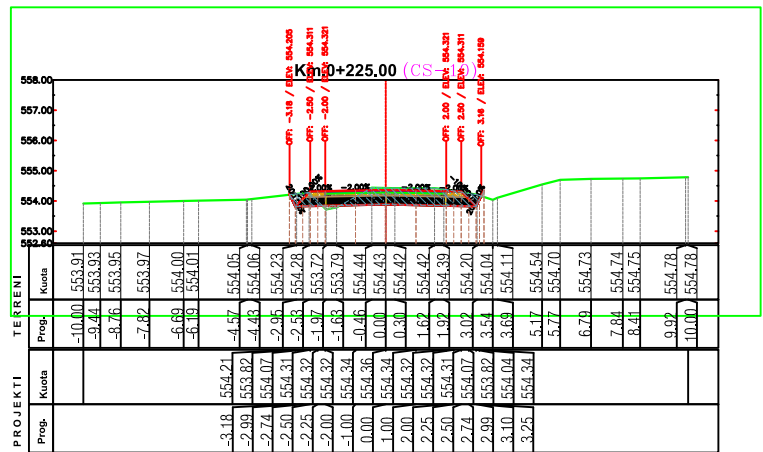 Km.0+225.00 (CS-10)
OFF: -3.18 / ELEV: 554.205
OFF: -2.50 / ELEV: 554.311
OFF: -2.00 / ELEV: 554.321
OFF: 2.00 / ELEV: 554.321
OFF: 2.50 / ELEV: 554.311
OFF: 3.16 / ELEV: 554.159
558.00
557.00
556.00
555.00
554.00
553.00
552.60
-2.00% -2.00%
TERRENI
Kuota 553.91 553.93 553.95 553.97 554.00 554.01 554.05 554.06 554.23 554.28 553.72 553.79 554.44 554.43 554.42 554.42 554.39 554.20 554.04 554.11 554.54 554.70 554.73 554.74 554.75 554.78 554.78
Prog. -10.00 -9.44 -8.76 -7.82 -6.69 -6.19 -4.57 -4.43 -2.95 -2.53 -1.97 -1.63 -0.46 0.00 0.30 1.62 1.92 3.02 3.54 3.69 5.17 5.77 6.79 7.84 8.41 9.92 10.00
PROJEKTI
Kuota 554.21 553.82 554.07 554.31 554.32 554.32 554.34 554.36 554.34 554.32 554.32 554.31 554.07 553.82 554.04 554.34
Prog. -3.18 -2.99 -2.74 -2.50 -2.25 -2.00 -1.00 0.00 1.00 2.00 2.25 2.50 2.74 2.99 3.10 3.25